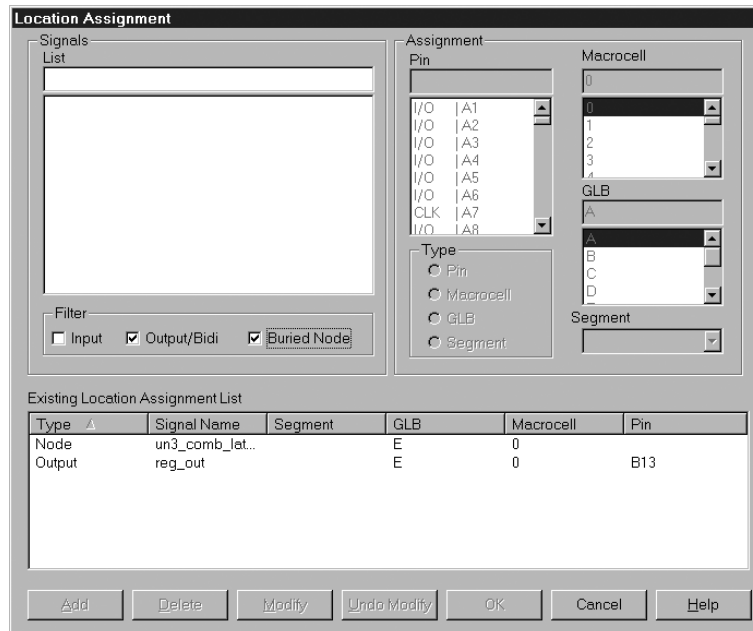 Location Assignment
Signals
List
Filter
Input
Output/Bidi
Buried Node
Assignment
Pin
I/O | A1
I/O | A2
I/O | A3
I/O | A4
I/O | A5
I/O | A6
CLK | A7
I/O | A8
Type
Pin
Macrocell
GLB
Segment
Macrocell
0
0
1
2
3
4
GLB
A
A
B
C
D
Segment
Existing Location Assignment List
Type Signal Name Segment GLB Macrocell Pin
Node un3_comb_lat... E 0
Output reg_out E 0 B13
Add Delete Modify Undo Modify OK Cancel Help